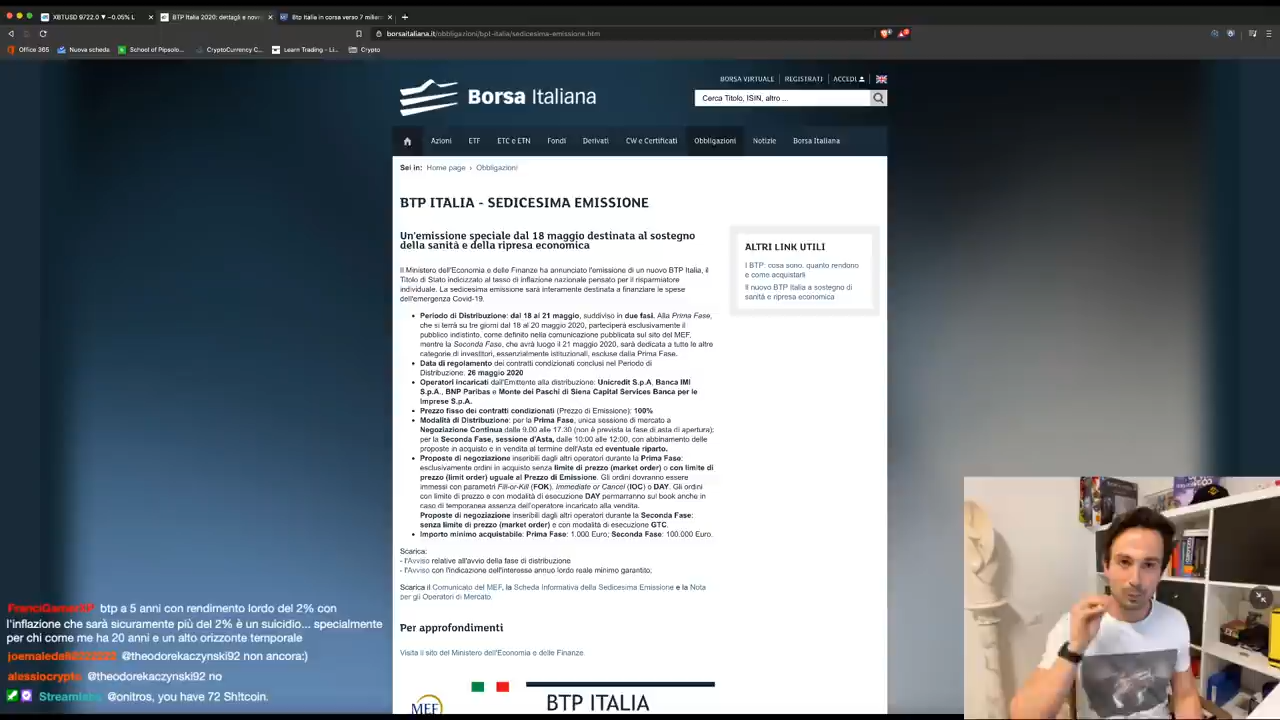 XBTUSD 9722.0 ▼ −0.05% L
BTP Italia 2020: dettagli e nov
Btp Italia in corsa verso 7 miliar
borsaitaliana.it/obbligazioni/bpt-italia/sedicesima-emissione.htm
Office 365
Nuova scheda
School of Pipsolo...
CryptoCurrency C...
Learn Trading - Li...
Crypto
BORSA VIRTUALE
REGISTRATI
ACCEDI
Borsa Italiana
Cerca Titolo, ISIN, altro ...
Azioni
ETF
ETC e ETN
Fondi
Derivati
CW e Certificati
Obbligazioni
Notizie
Borsa Italiana
Sei in: Home page › Obbligazioni
BTP ITALIA - SEDICESIMA EMISSIONE
Un'emissione speciale dal 18 maggio destinata al sostegno
della sanità e della ripresa economica
Il Ministero dell'Economia e delle Finanze ha annunciato l'emissione di un nuovo BTP Italia, il
Titolo di Stato indicizzato al tasso di inflazione nazionale pensato per il risparmiatore
individuale. La sedicesima emissione sarà interamente destinata a finanziare le spese
dell'emergenza Covid-19.
Periodo di Distribuzione: dal 18 al 21 maggio, suddiviso in due fasi. Alla Prima Fase,
che si terrà su tre giorni dal 18 al 20 maggio 2020, parteciperà esclusivamente il
pubblico indistinto, come definito nella comunicazione pubblicata sul sito del MEF,
mentre la Seconda Fase, che avrà luogo il 21 maggio 2020, sarà dedicata a tutte le altre
categorie di investitori, essenzialmente istituzionali, escluse dalla Prima Fase.
Data di regolamento dei contratti condizionati conclusi nel Periodo di
Distribuzione: 26 maggio 2020
Operatori incaricati dall'Emittente alla distribuzione: Unicredit S.p.A, Banca IMI
S.p.A., BNP Paribas e Monte dei Paschi di Siena Capital Services Banca per le
Imprese S.p.A.
Prezzo fisso dei contratti condizionati (Prezzo di Emissione): 100%
Modalità di Distribuzione: per la Prima Fase, unica sessione di mercato a
Negoziazione Continua dalle 9.00 alle 17.30 (non è prevista la fase di asta di apertura);
per la Seconda Fase, sessione d'Asta, dalle 10:00 alle 12:00, con abbinamento delle
proposte in acquisto e in vendita al termine dell'Asta ed eventuale riparto.
Proposte di negoziazione inseribili dagli altri operatori durante la Prima Fase:
esclusivamente ordini in acquisto senza limite di prezzo (market order) o con limite di
prezzo (limit order) uguale al Prezzo di Emissione. Gli ordini dovranno essere
immessi con parametri Fill-or-Kill (FOK), Immediate or Cancel (IOC) o DAY. Gli ordini
con limite di prezzo e con modalità di esecuzione DAY permarranno sul book anche in
caso di temporanea assenza dell'operatore incaricato alla vendita.
Proposte di negoziazione inseribili dagli altri operatori durante la Seconda Fase:
senza limite di prezzo (market order) e con modalità di esecuzione GTC.
Importo minimo acquistabile: Prima Fase: 1.000 Euro; Seconda Fase: 100.000 Euro.
Scarica:
- l'Avviso relative all'avvio della fase di distribuzione
- l'Avviso con l'indicazione dell'interesse annuo lordo reale minimo garantito;
Scarica il Comunicato del MEF, la Scheda Informativa della Sedicesima Emissione e la Nota
per gli Operatori di Mercato.
Per approfondimenti
Visita il sito del Ministero dell'Economia e delle Finanze
MEF
BTP ITALIA
ALTRI LINK UTILI
I BTP: cosa sono, quanto rendono
e come acquistarli
Il nuovo BTP Italia a sostegno di
sanità e ripresa economica
btp a 5 anni con rendimento lordo del 2% con
l'inflazione che sarà sicuramente più del 2% è un suicidio... specialmente
per chi come me ha 20 anni e un alto orizzonte temporale
@theodorekaczynski92 non ancora:)
alessiocrypto @theodorekaczynski92 no
@onitros, you have 72 Shltcoin.